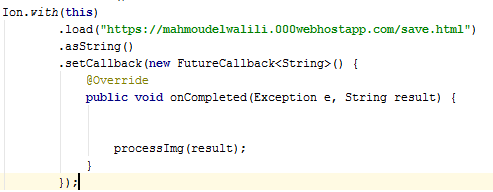 Ion.with(this)
.load("https://mahmoudelwalili.000webhostapp.com/save.html")
.asString()
.setCallback(new FutureCallback<String>() {
@Override
public void onCompleted(Exception e, String result) {
processImg(result);
}
});